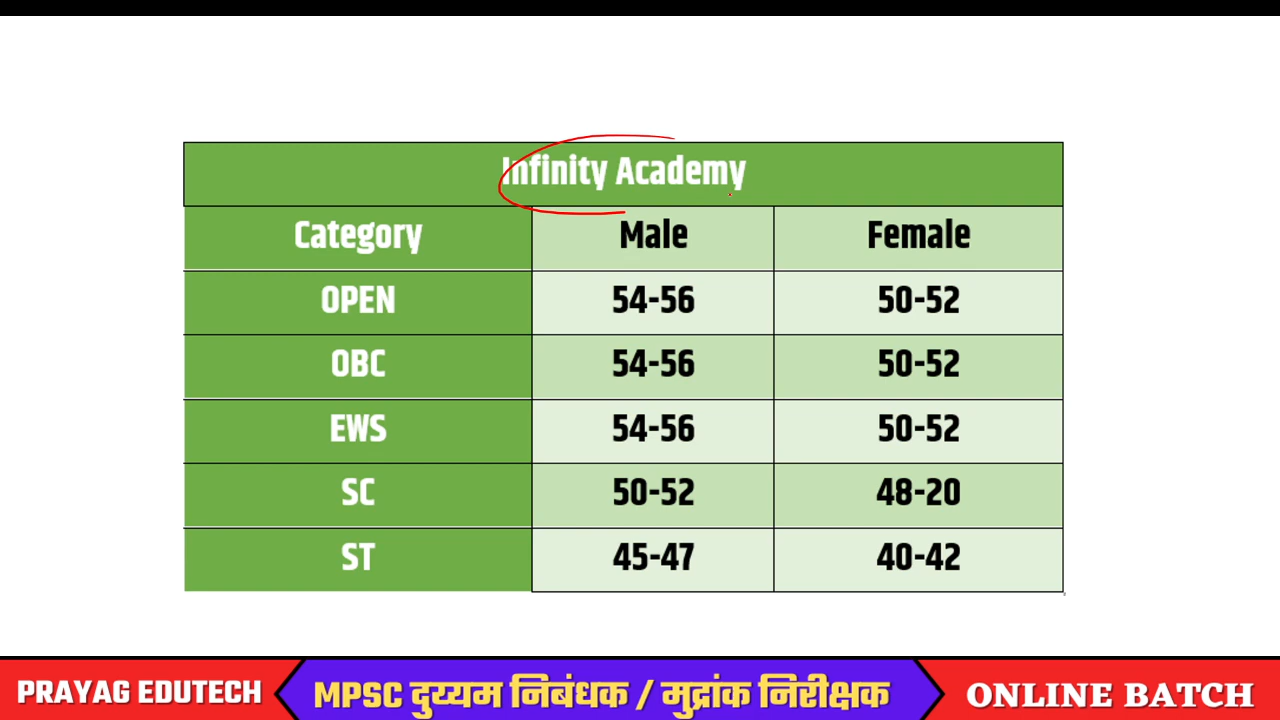 Infinity Academy
Category Male Female
OPEN 54-56 50-52
OBC 54-56 50-52
EWS 54-56 50-52
SC 50-52 48-20
ST 45-47 40-42
PRAYAG EDUTECH MPSC दुय्यम निबंधक / मुद्रांक निरीक्षक ONLINE BATCH